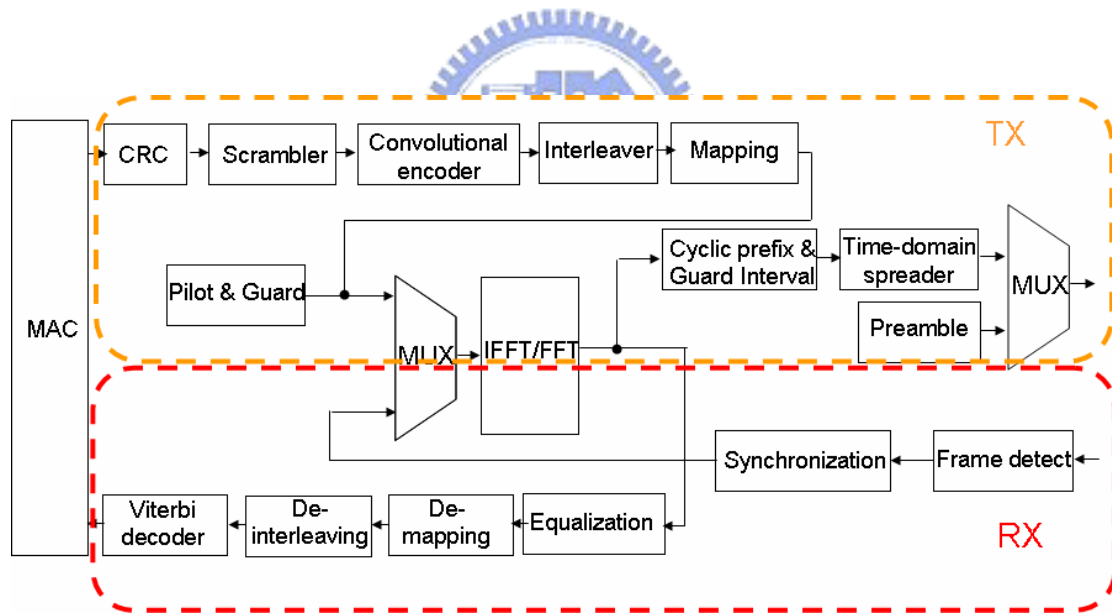 TX
CRC
Scrambler
Convolutional
encoder
Interleaver
Mapping
Cyclic prefix &
Guard Interval
Time-domain
spreader
MUX
Pilot & Guard
Preamble
MAC
MUX
IFFT/FFT
Synchronization
Frame detect
Viterbi
decoder
De-
interleaving
De-
mapping
Equalization
RX